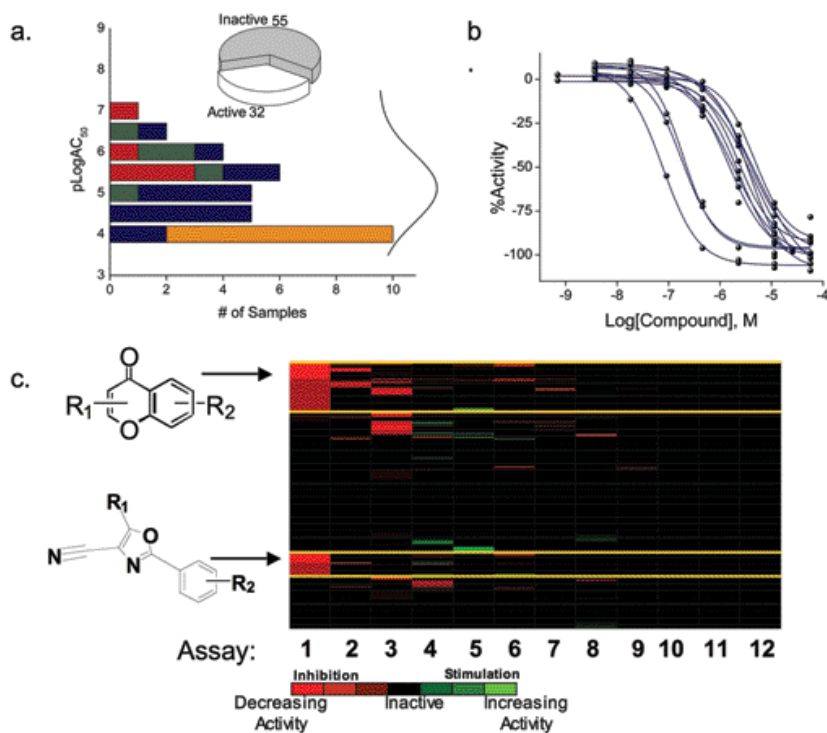 a.
Inactive 55
Active 32
9
8
7
6
5
4
3
pLogAC50
0 2 4 6 8 10
# of Samples
b
0
-25
-50
-75
-100
%Activity
-9 -8 -7 -6 -5 -4
Log[Compound], M
c.
O
R1
R2
O
R1
N
O
N
R2
Assay: 1 2 3 4 5 6 7 8 9 10 11 12
Inhibition Stimulation
Decreasing Activity
Inactive
Increasing Activity